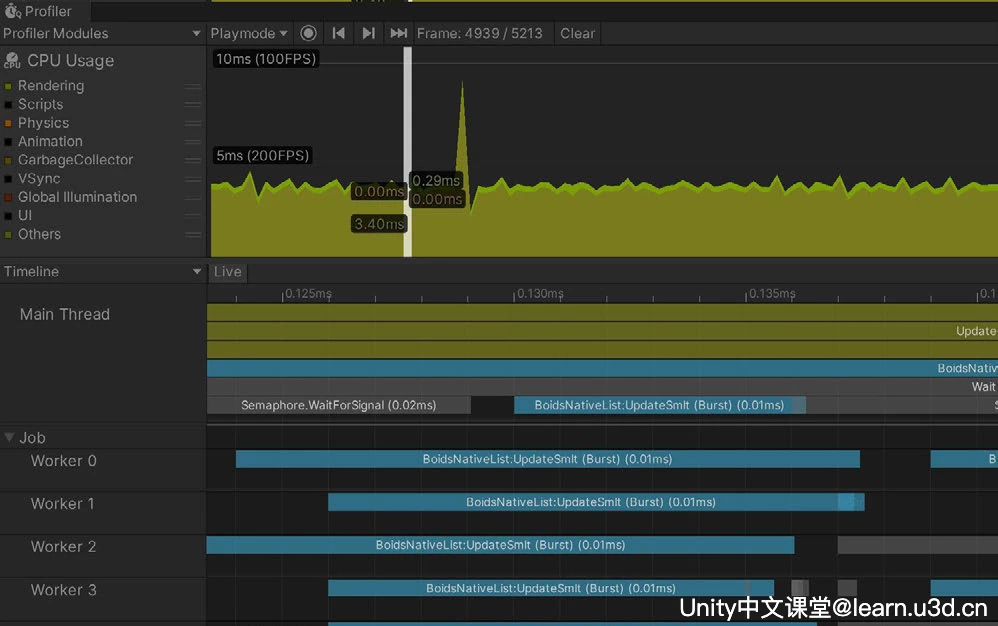 Profiler
Profiler Modules
Playmode
Frame: 4939 / 5213
Clear
CPU Usage
Rendering
Scripts
Physics
Animation
GarbageCollector
VSync
Global Illumination
UI
Others
10ms (100FPS)
5ms (200FPS)
0.29ms
0.00ms
0.00ms
3.40ms
Timeline
Live
0.125ms
0.130ms
0.135ms
0.1
Main Thread
Update
BoidsNativ
Wait
Semaphore.WaitForSignal (0.02ms)
BoidsNativeList:UpdateSmlt (Burst) (0.01ms)
S
Job
Worker 0
BoidsNativeList:UpdateSmlt (Burst) (0.01ms)
B
Worker 1
BoidsNativeList:UpdateSmlt (Burst) (0.01ms)
Worker 2
BoidsNativeList:UpdateSmlt (Burst) (0.01ms)
Worker 3
BoidsNativeList:UpdateSmlt (Burst) (0.01ms)
Unity中文课堂@learn.u3d.cn